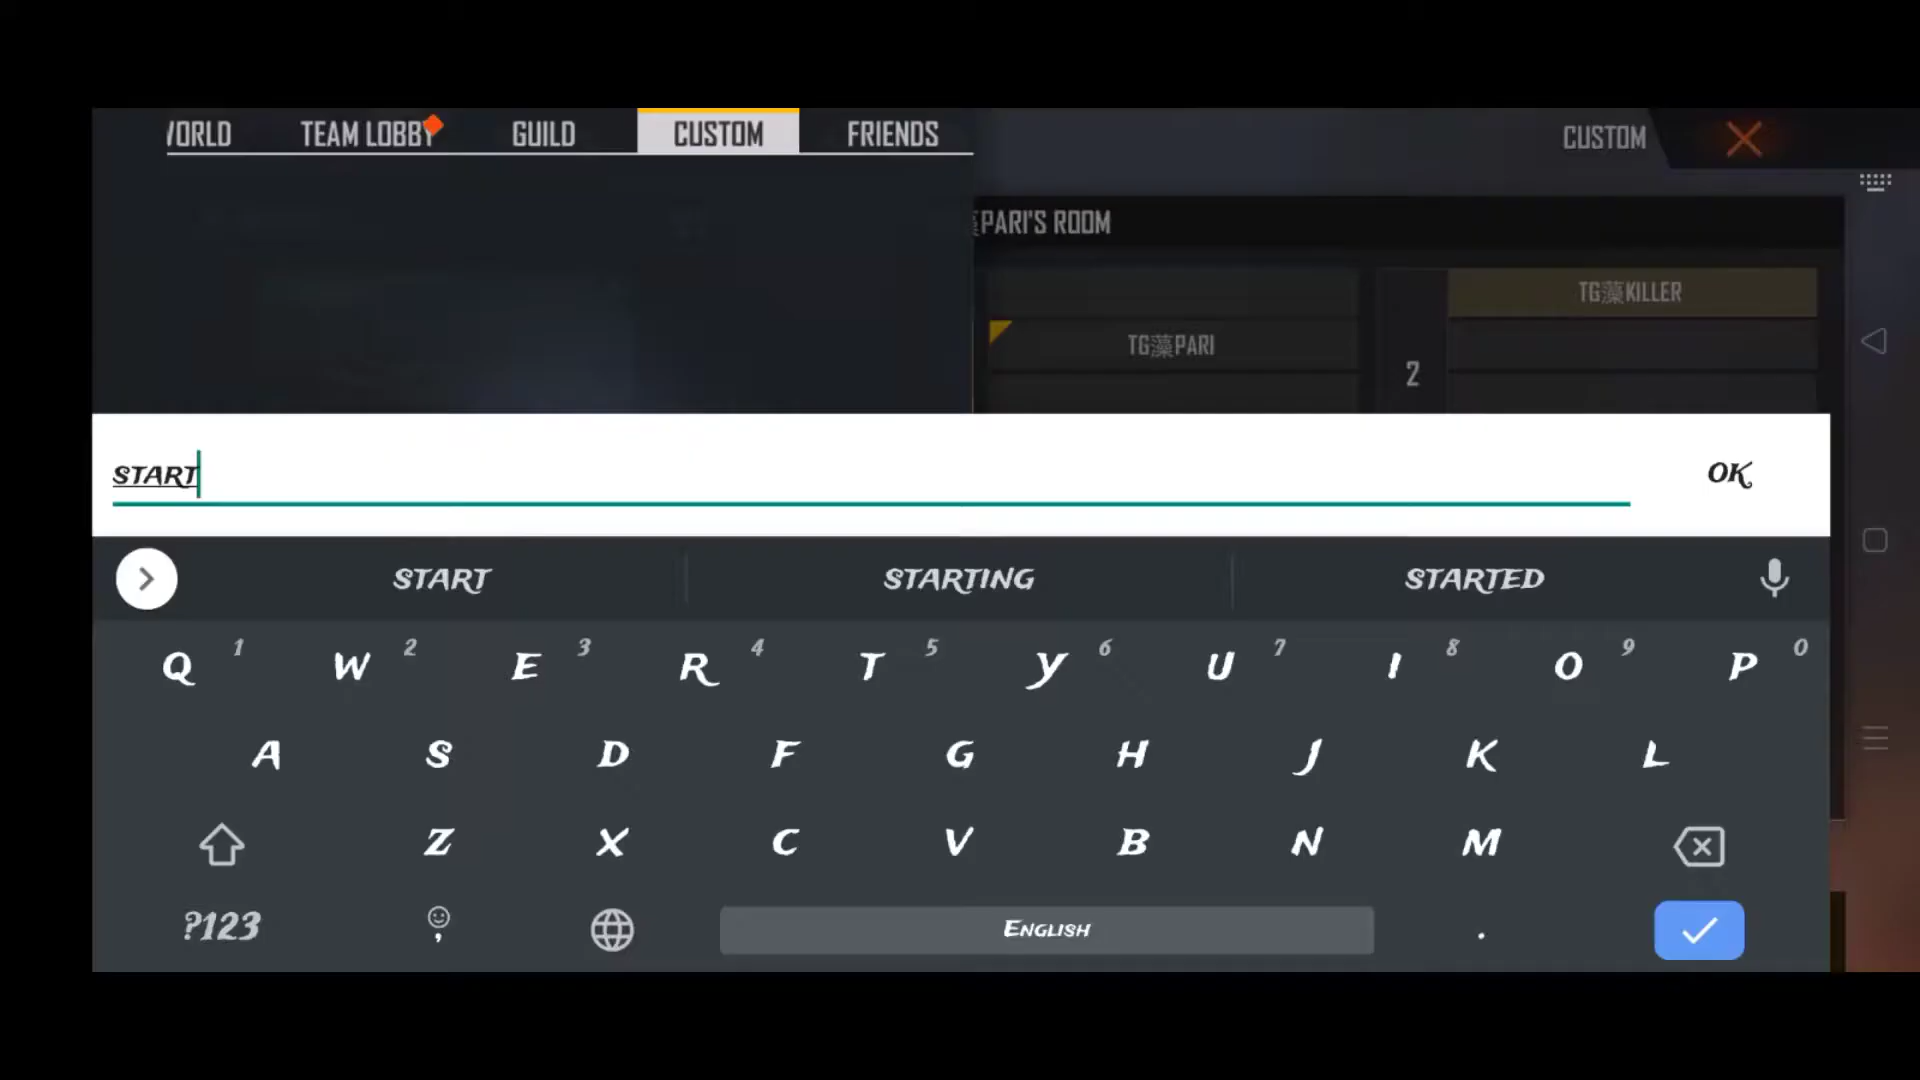 /ORLD TEAM LOBBY GUILD CUSTOM FRIENDS CUSTOM
PARI'S ROOM
TG藻KILLER
TG藻PARI
2
START OK
START STARTING STARTED
Q 1 W 2 E 3 R 4 T 5 Y 6 U 7 I 8 O 9 P 0
A S D F G H J K L
Z X C V B N M
?123 , ENGLISH .